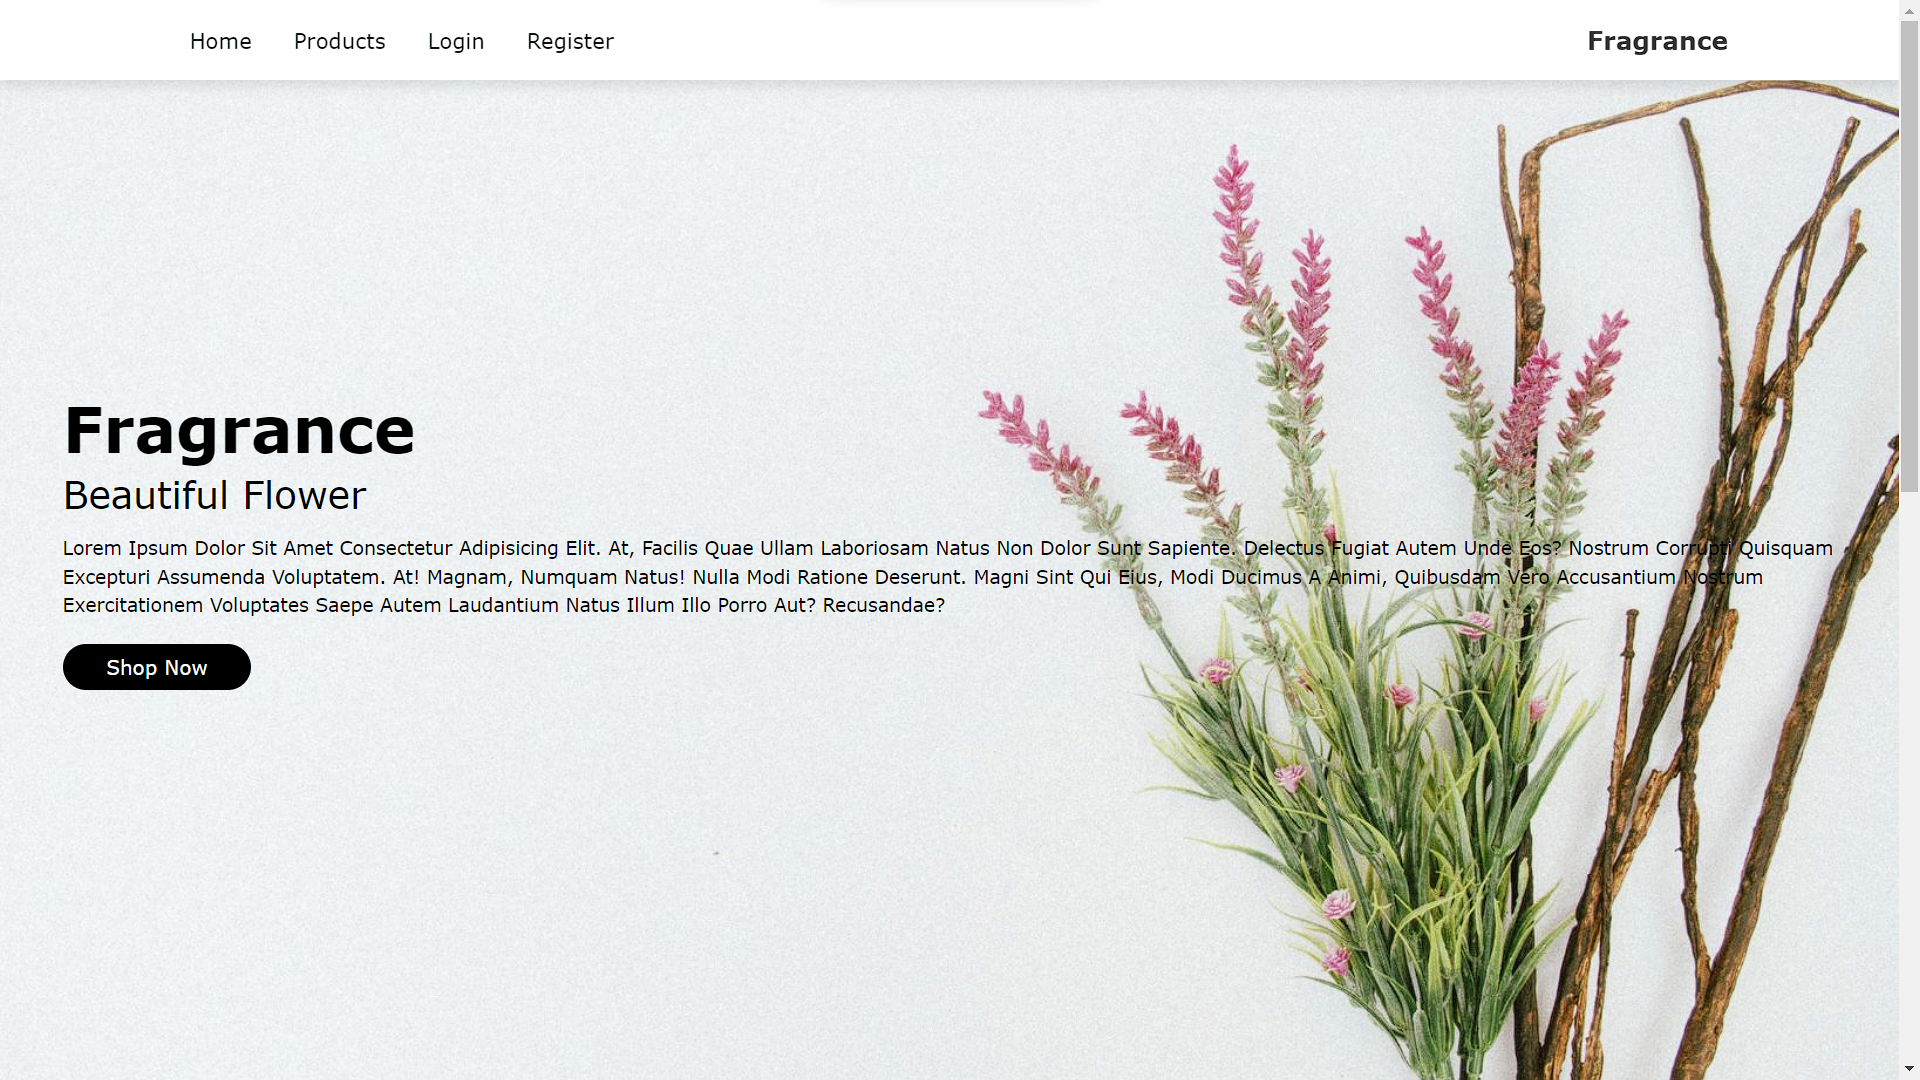 Home Products Login Register Fragrance
Fragrance
Beautiful Flower
Lorem Ipsum Dolor Sit Amet Consectetur Adipisicing Elit. At, Facilis Quae Ullam Laboriosam Natus Non Dolor Sunt Sapiente. Delectus Fugiat Autem Unde Eos? Nostrum Corrupti Quisquam
Excepturi Assumenda Voluptatem. At! Magnam, Numquam Natus! Nulla Modi Ratione Deserunt. Magni Sint Qui Eius, Modi Ducimus A Animi, Quibusdam Vero Accusantium Nostrum
Exercitationem Voluptates Saepe Autem Laudantium Natus Illum Illo Porro Aut? Recusandae?
Shop Now